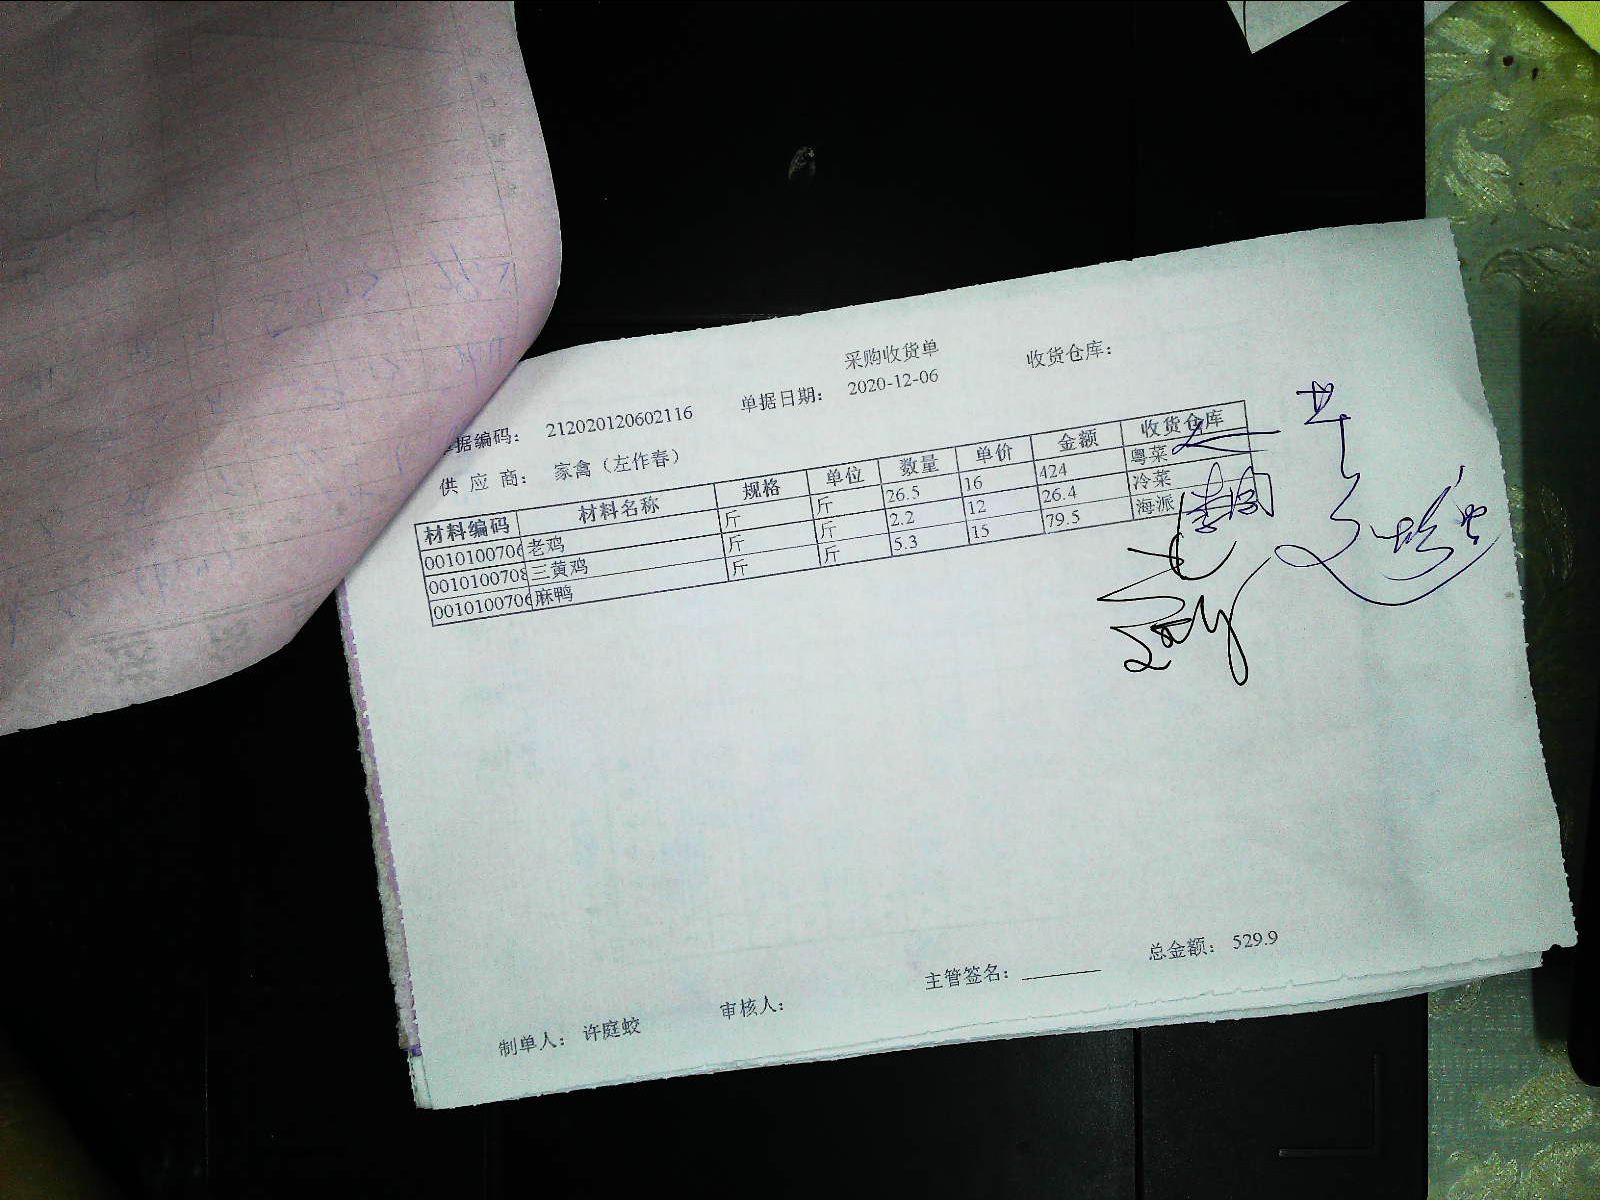 采购收货单
据编码： 212020120602116 单据日期： 2020-12-06 收货仓库：
供 应 商： 家禽（左作春）
材料编码 材料名称 规格 单位 数量 单价 金额 收货仓库
0010100706 老鸡 斤 斤 26.5 16 424 粤菜
0010100708 三黄鸡 斤 斤 2.2 12 26.4 冷菜
0010100706 麻鸭 斤 斤 5.3 15 79.5 海派
制单人： 许庭蛟 审核人： 主管签名： 总金额： 529.9